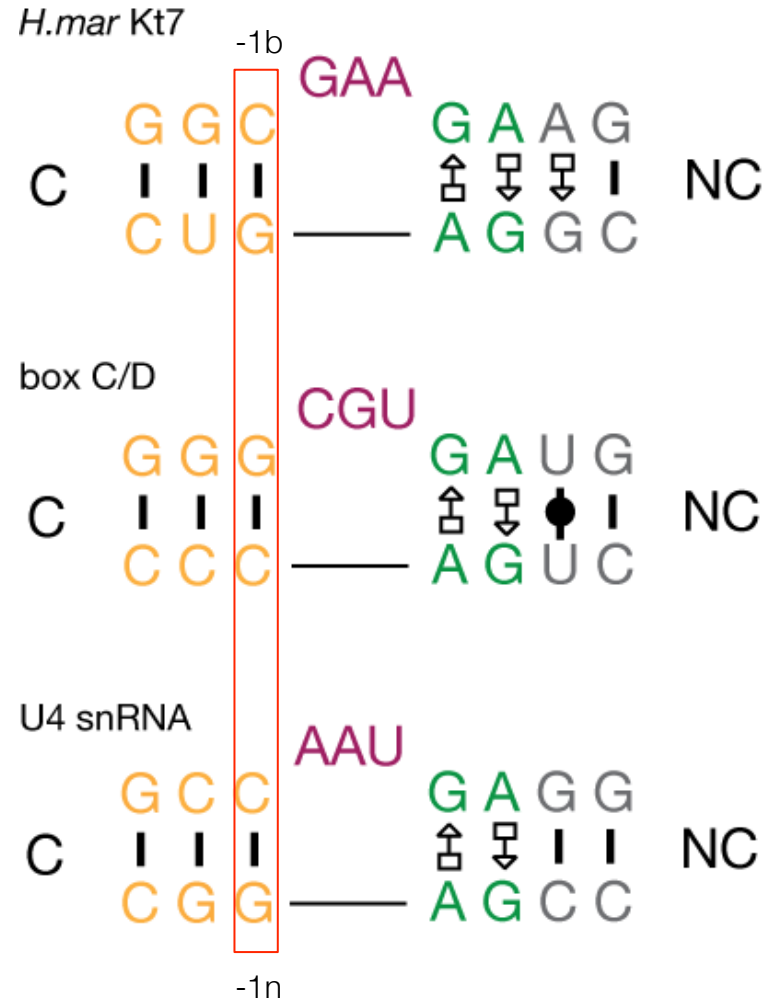 H.mar Kt7
-1b
GAA
G G C G A A G
C NC
C U G A G G C
box C/D
CGU
G G G G A U G
C NC
C C C A G U C
U4 snRNA
AAU
G C C G A G G
C NC
C G G A G C C
-1n